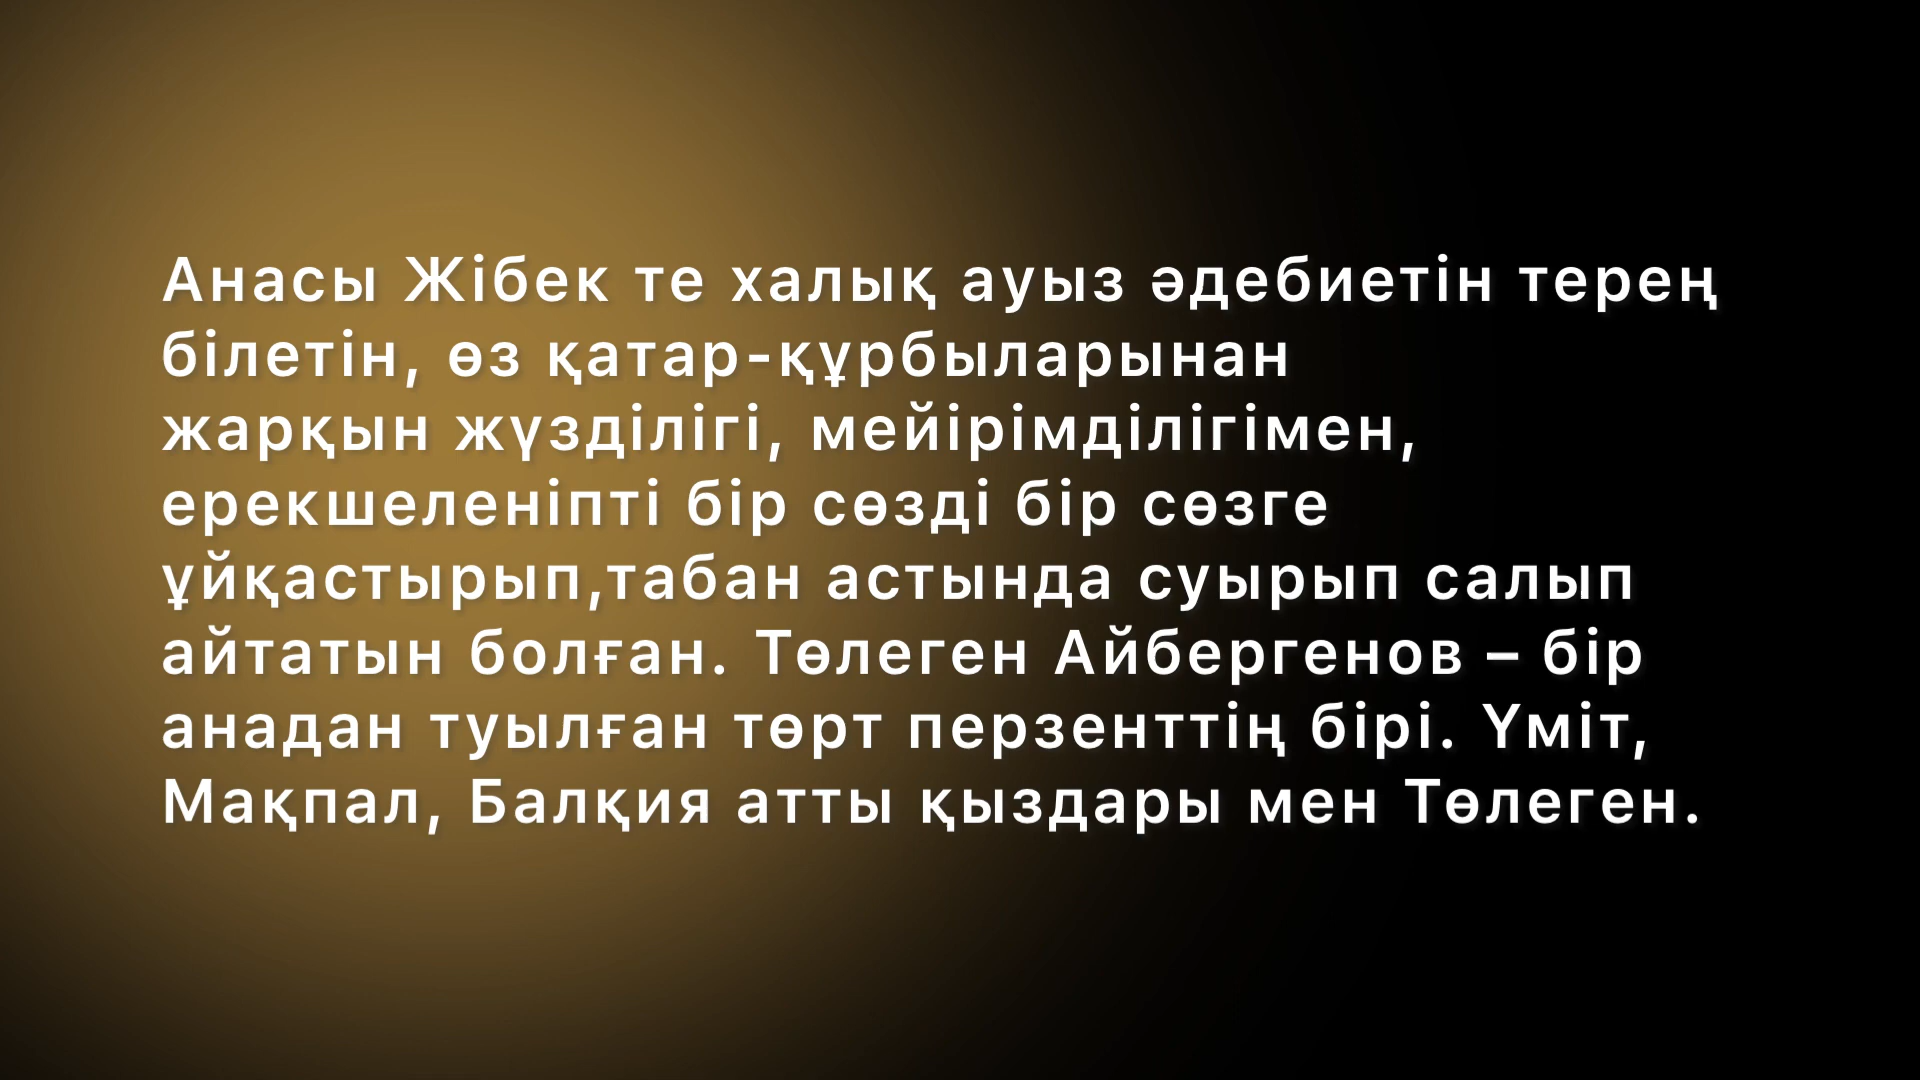 Анасы Жібек те халық ауыз әдебиетін терең
білетін, өз қатар-құрбыларынан
жарқын жүзділігі, мейірімділігімен,
ерекшеленіпті бір сөзді бір сөзге
ұйқастырып,табан астында суырып салып
айтатын болған. Төлеген Айбергенов – бір
анадан туылған төрт перзенттің бірі. Үміт,
Мақпал, Балқия атты қыздары мен Төлеген.